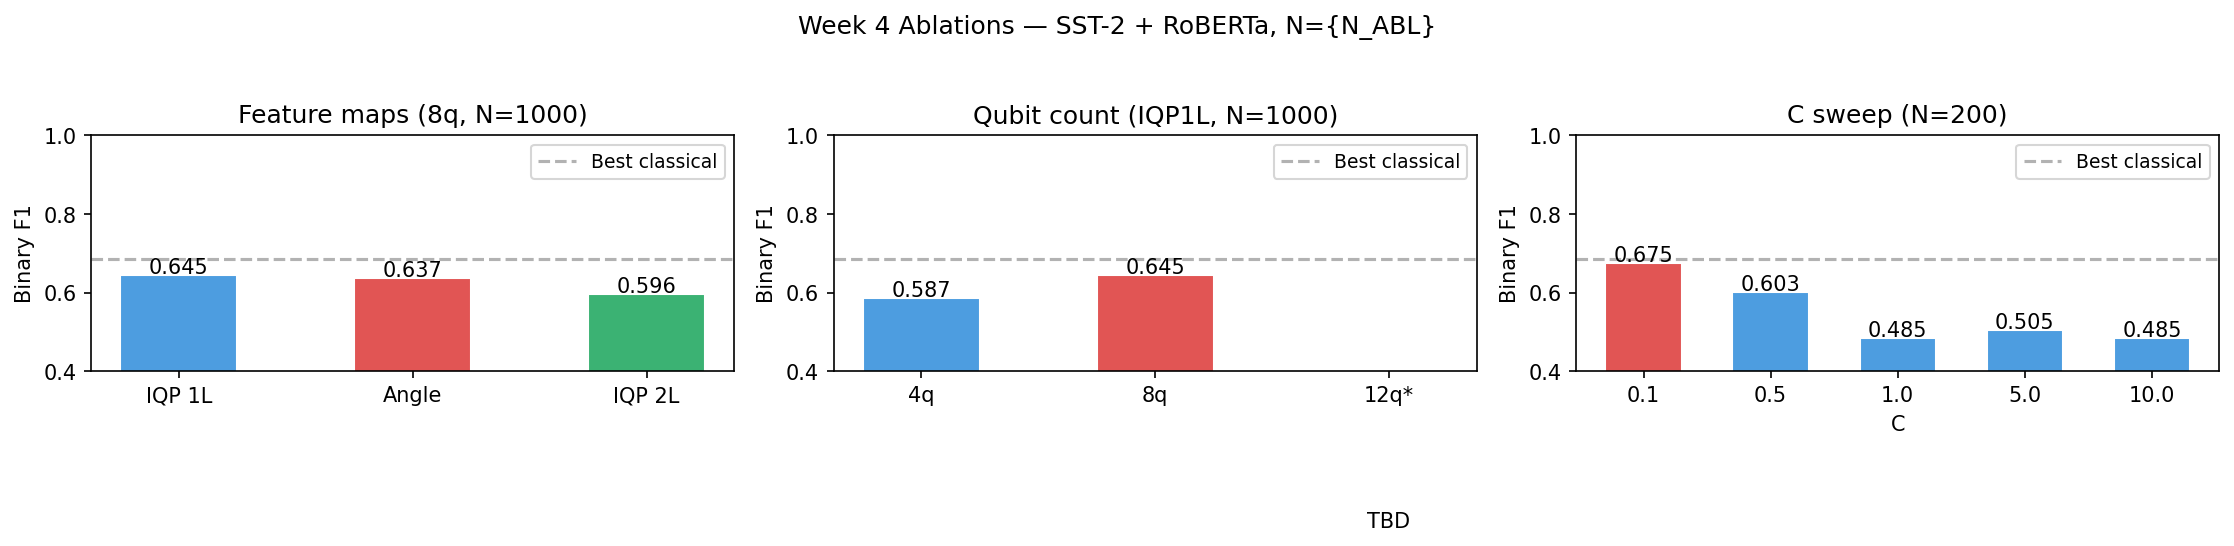 Week 4 Ablations — SST-2 + RoBERTa, N={N_ABL}
Feature maps (8q, N=1000)
Binary F1
1.0
0.8
0.6
0.4
Best classical
0.645
0.637
0.596
IQP 1L
Angle
IQP 2L
Qubit count (IQP1L, N=1000)
Binary F1
1.0
0.8
0.6
0.4
Best classical
0.587
0.645
4q
8q
12q*
TBD
C sweep (N=200)
Binary F1
1.0
0.8
0.6
0.4
Best classical
0.675
0.603
0.485
0.505
0.485
0.1
0.5
1.0
5.0
10.0
C